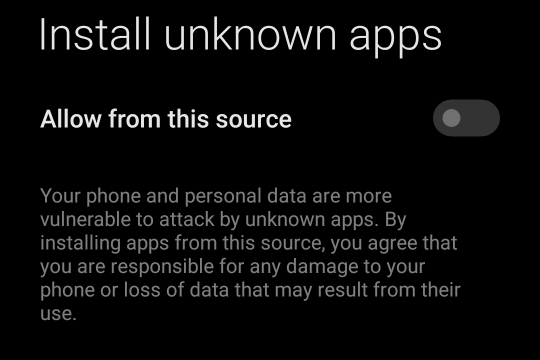 Install unknown apps
Allow from this source
Your phone and personal data are more
vulnerable to attack by unknown apps. By
installing apps from this source, you agree that
you are responsible for any damage to your
phone or loss of data that may result from their
use.